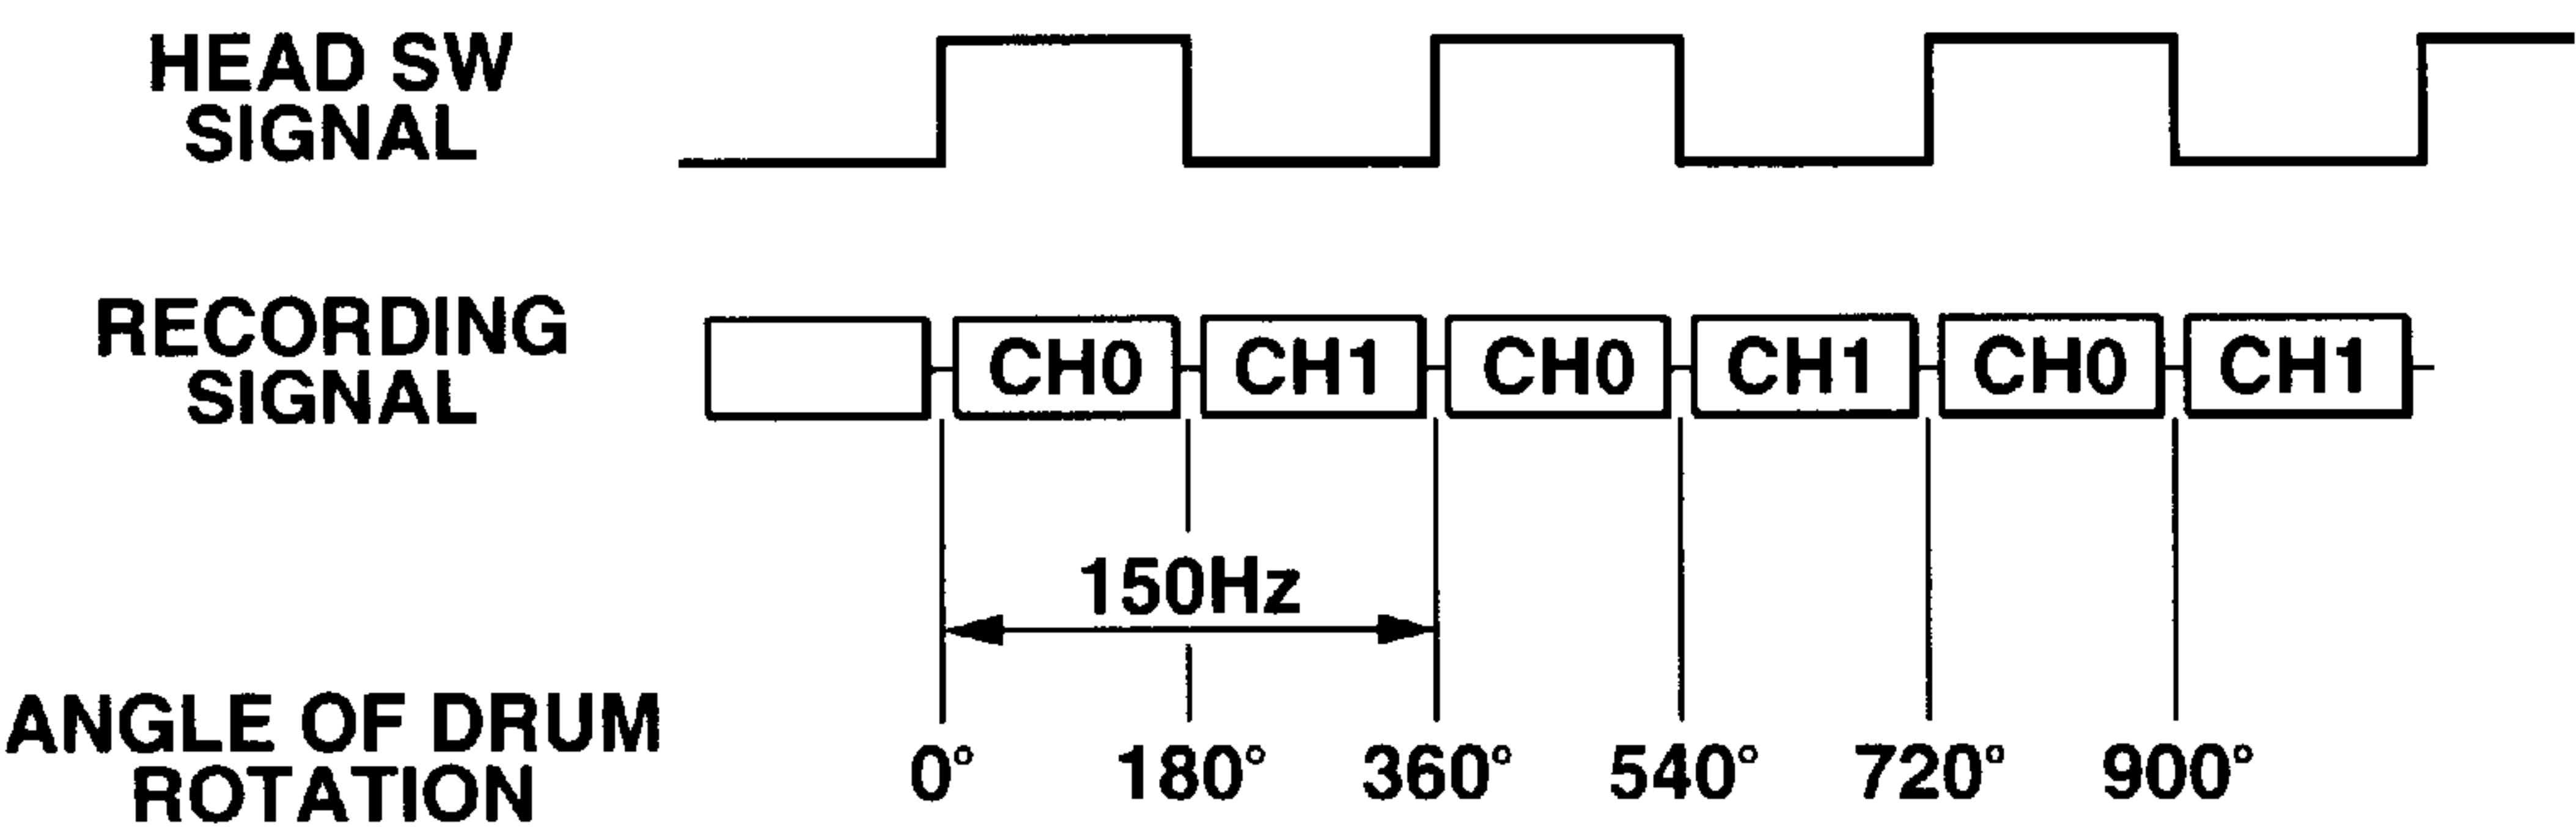 HEAD SW
SIGNAL
RECORDING
SIGNAL
CH0 CH1 CH0 CH1 CH0 CH1
150Hz
ANGLE OF DRUM
ROTATION
0° 180° 360° 540° 720° 900°